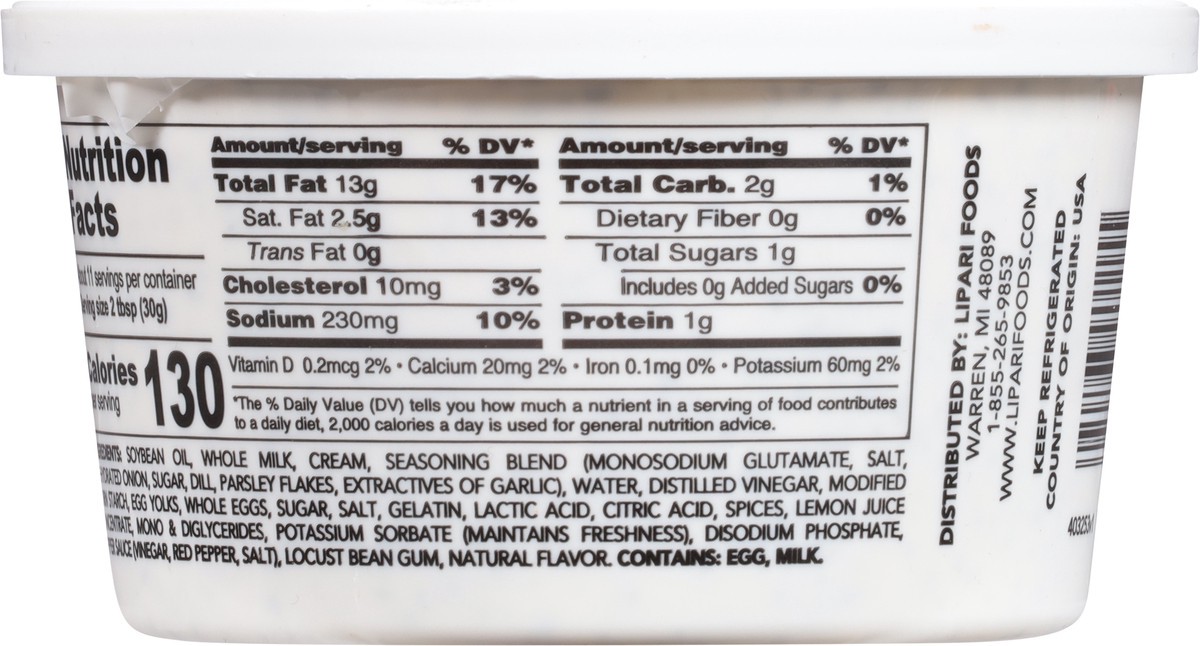 Nutrition
Facts
11 servings per container
size 2 tbsp (30g)
Calories
serving
130
Amount/serving % DV*
Total Fat 13g 17%
Sat. Fat 2.5g 13%
Trans Fat 0g
Cholesterol 10mg 3%
Sodium 230mg 10%
Amount/serving % DV*
Total Carb. 2g 1%
Dietary Fiber 0g 0%
Total Sugars 1g
Includes 0g Added Sugars 0%
Protein 1g
Vitamin D 0.2mcg 2% • Calcium 20mg 2% • Iron 0.1mg 0% • Potassium 60mg 2%
*The % Daily Value (DV) tells you how much a nutrient in a serving of food contributes
to a daily diet, 2,000 calories a day is used for general nutrition advice.
SOYBEAN OIL, WHOLE MILK, CREAM, SEASONING BLEND (MONOSODIUM GLUTAMATE, SALT,
ONION, SUGAR, DILL, PARSLEY FLAKES, EXTRACTIVES OF GARLIC), WATER, DISTILLED VINEGAR, MODIFIED
STARCH, EGG YOLKS, WHOLE EGGS, SUGAR, SALT, GELATIN, LACTIC ACID, CITRIC ACID, SPICES, LEMON JUICE
MONO & DIGLYCERIDES, POTASSIUM SORBATE (MAINTAINS FRESHNESS), DISODIUM PHOSPHATE,
SAUCE (VINEGAR, RED PEPPER, SALT), LOCUST BEAN GUM, NATURAL FLAVOR. CONTAINS: EGG, MILK.
DISTRIBUTED BY: LIPARI FOODS
WARREN, MI 48089
1-855-265-9853
WWW.LIPARIFOODS.COM
KEEP REFRIGERATED
COUNTRY OF ORIGIN: USA